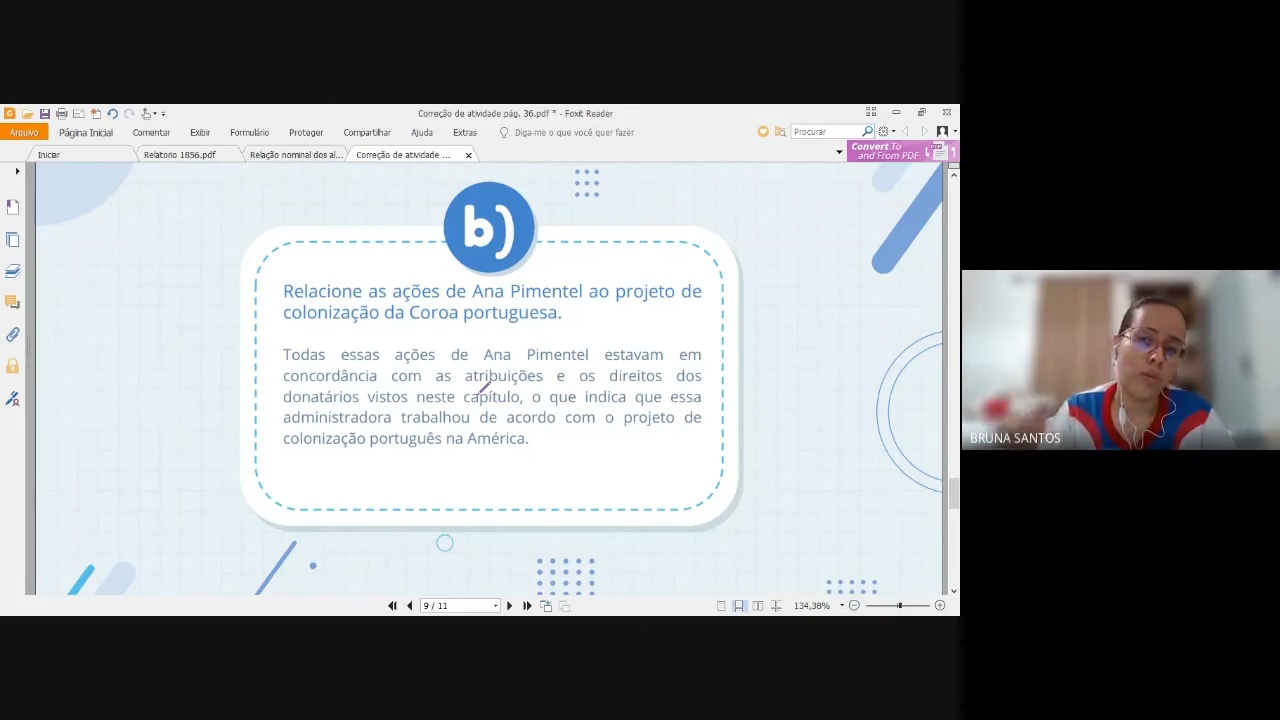 Correção de atividade pág. 36.pdf * - Foxit Reader
Arquivo Página Inicial Comentar Exibir Formulário Proteger Compartilhar Ajuda Extras Diga-me o que você quer fazer Procurar
Iniciar Relatorio 1856.pdf Relação nominal dos al... Correção de atividade ... Convert To
and From PDF
b)
Relacione as ações de Ana Pimentel ao projeto de
colonização da Coroa portuguesa.
Todas essas ações de Ana Pimentel estavam em
concordância com as atribuições e os direitos dos
donatários vistos neste capítulo, o que indica que essa
administradora trabalhou de acordo com o projeto de
colonização português na América.
BRUNA SANTOS
9 / 11 134,38%